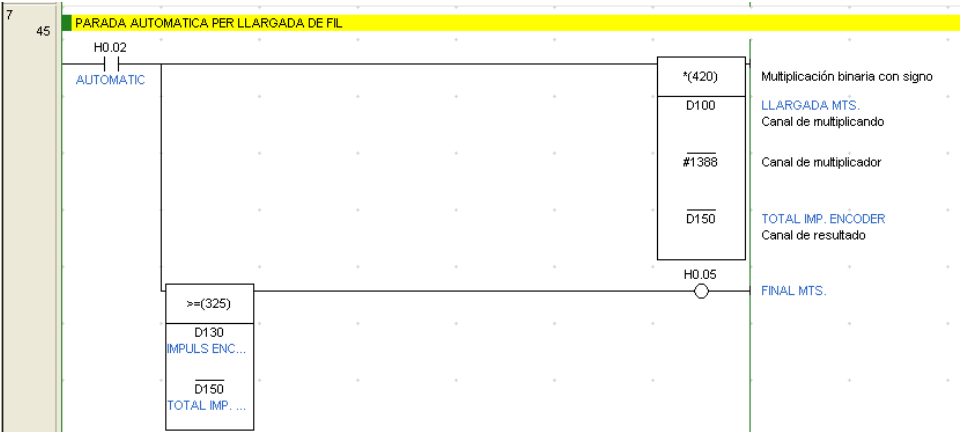 7
45
PARADA AUTOMATICA PER LLARGADA DE FIL
H0.02
AUTOMATIC
*(420)
Multiplicación binaria con signo
D100
LLARGADA MTS.
Canal de multiplicando
#1388
Canal de multiplicador
D150
TOTAL IMP. ENCODER
Canal de resultado
H0.05
FINAL MTS.
>=(325)
D130
IMPULS ENC...
D150
TOTAL IMP. ...